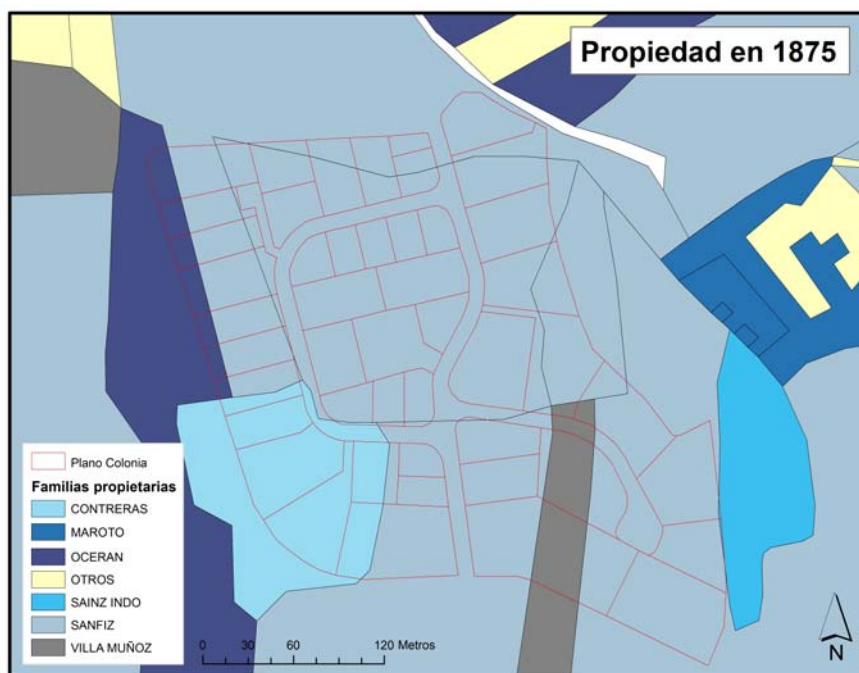 Propiedad en 1875
Plano Colonia
Familias propietarias
CONTRERAS
MAROTO
OCERAN
OTROS
SAINZ INDO
SANFIZ
VILLA MUÑOZ
0 30 60 120 Metros
N